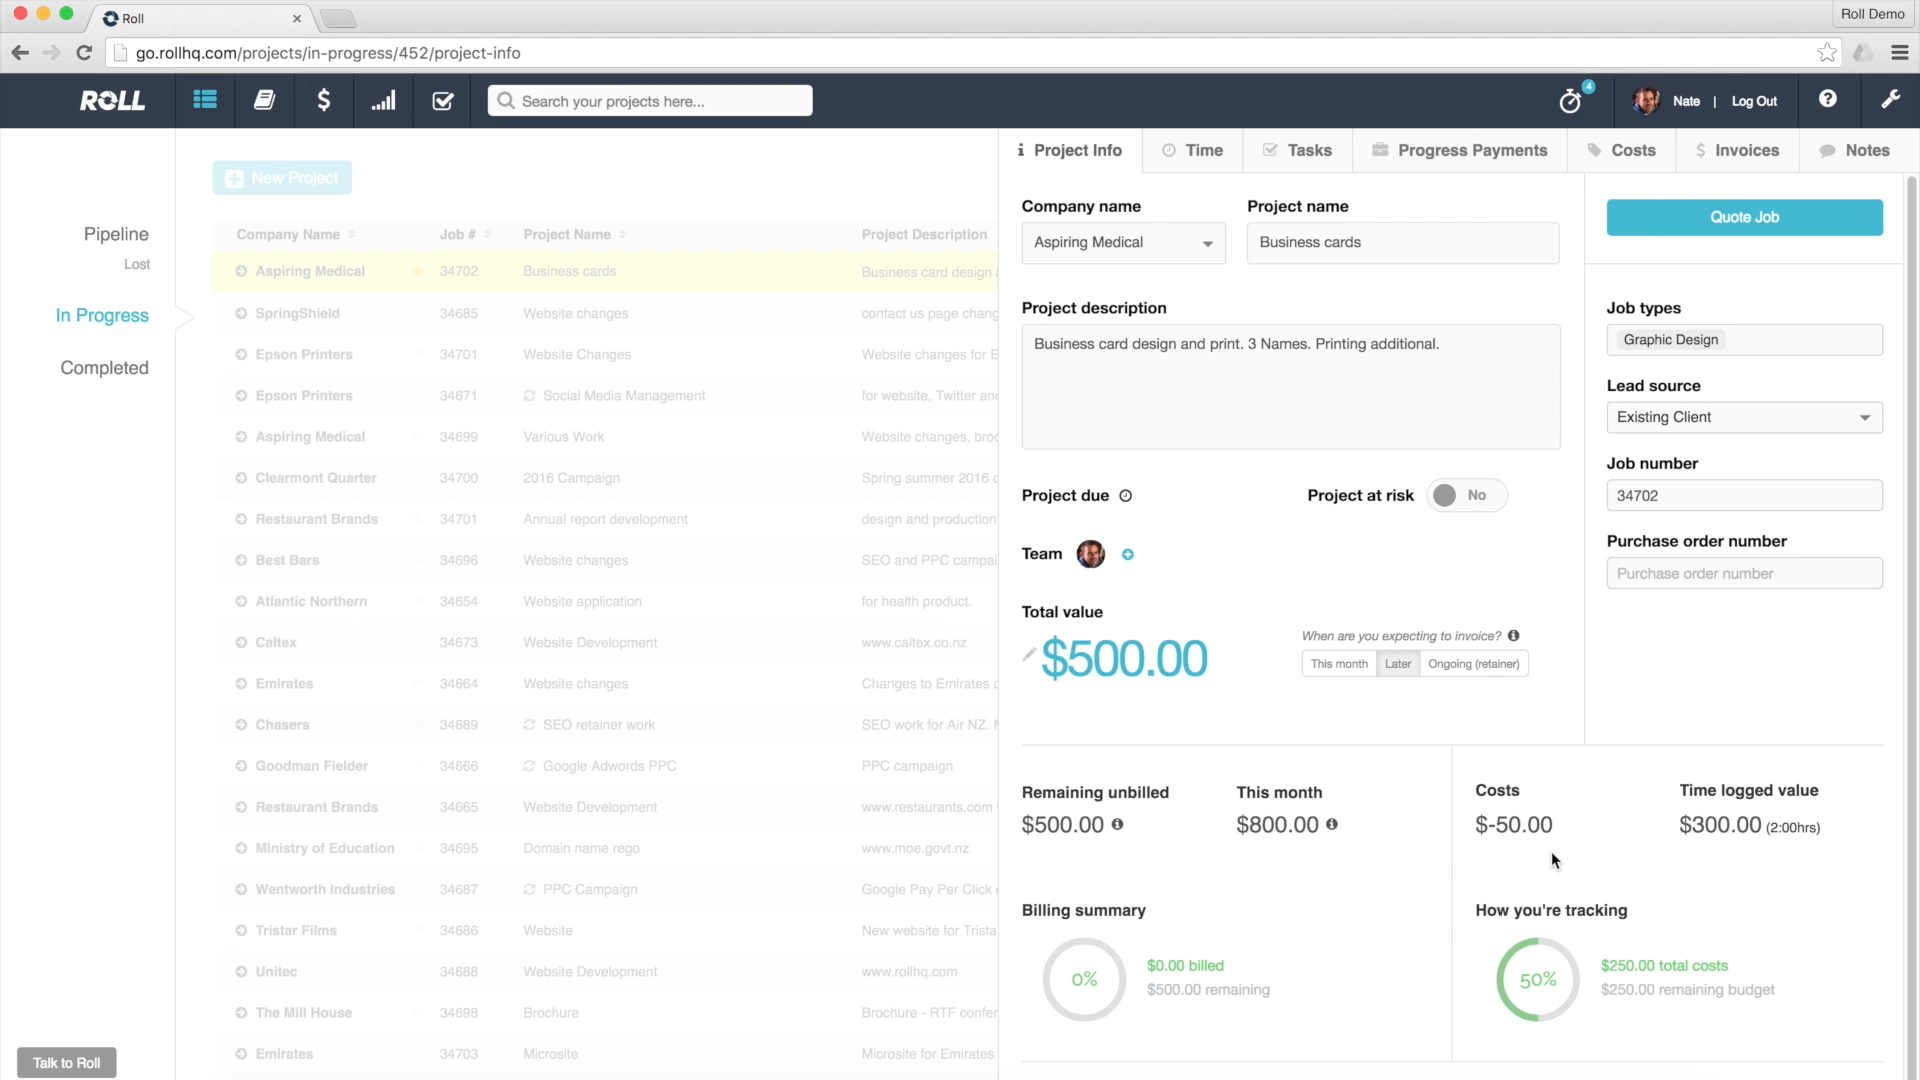 Roll
Roll Demo
go.rollhq.com/projects/in-progress/452/project-info
ROLL
Search your projects here...
4
Nate | Log Out
Project Info
Time
Tasks
Progress Payments
Costs
Invoices
Notes
New Project
Pipeline
Lost
In Progress
Completed
Company Name Job # Project Name Project Description
Aspiring Medical 34702 Business cards Business card design
SpringShield 34685 Website changes contact us page chang
Epson Printers 34701 Website Changes Website changes for E
Epson Printers 34671 Social Media Management for website, Twitter and
Aspiring Medical 34699 Various Work Website changes, broc
Clearmont Quarter 34700 2016 Campaign Spring summer 2016 c
Restaurant Brands 34701 Annual report development design and production
Best Bars 34696 Website changes SEO and PPC campai
Atlantic Northern 34654 Website application for health product.
Caltex 34673 Website Development www.caltex.co.nz
Emirates 34664 Website changes Changes to Emirates c
Chasers 34689 SEO retainer work SEO work for Air NZ.
Goodman Fielder 34666 Google Adwords PPC PPC campaign
Restaurant Brands 34665 Website Development www.restaurants.com
Ministry of Education 34695 Domain name rego www.moe.govt.nz
Wentworth Industries 34687 PPC Campaign Google Pay Per Click
Tristar Films 34686 Website New website for Trista
Unitec 34688 Website Development www.rollhq.com
The Mill House 34698 Brochure Brochure - RTF confer
Emirates 34703 Microsite Microsite for Emirates
Talk to Roll
Company name Project name
Aspiring Medical Business cards
Project description
Business card design and print. 3 Names. Printing additional.
Project due Project at risk No
Team
Total value
$500.00
When are you expecting to invoice?
This month Later Ongoing (retainer)
Quote Job
Job types
Graphic Design
Lead source
Existing Client
Job number
34702
Purchase order number
Purchase order number
Remaining unbilled This month Costs Time logged value
$500.00 $800.00 $-50.00 $300.00 (2:00hrs)
Billing summary How you're tracking
0%
$0.00 billed
$500.00 remaining
50%
$250.00 total costs
$250.00 remaining budget